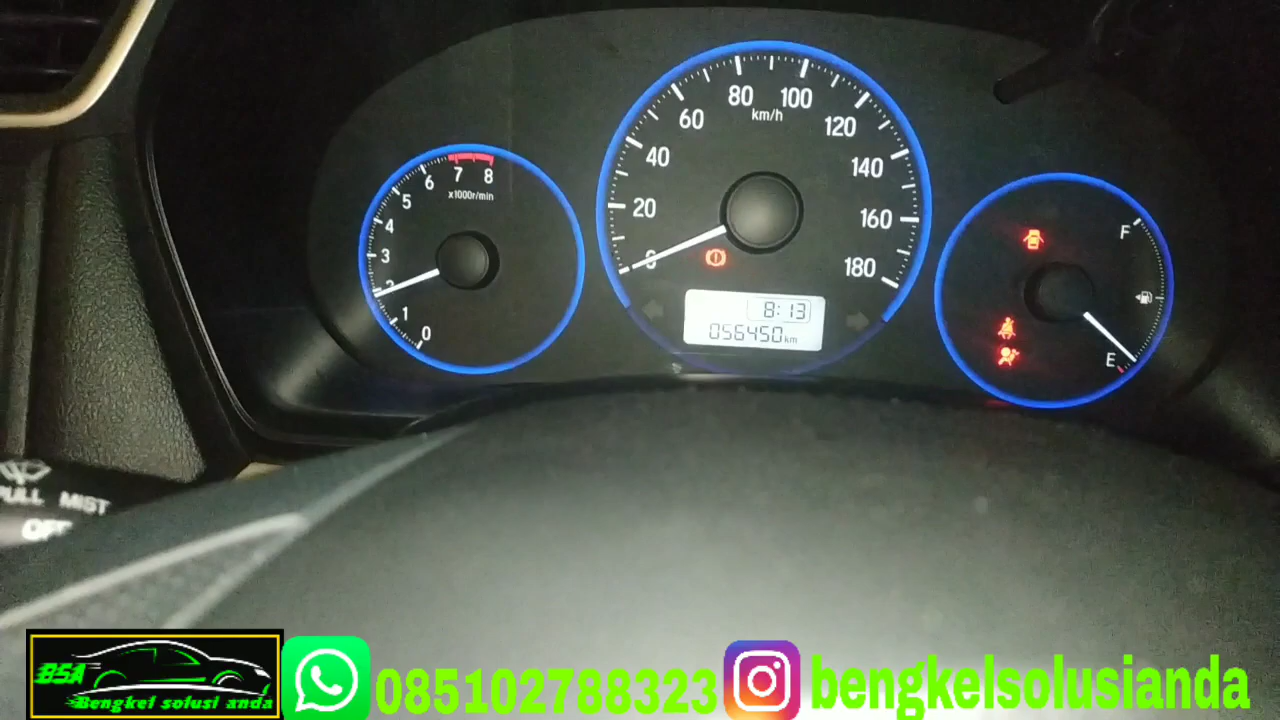 0
1
2
3
4
5
6
7
8
x1000r/min
0
20
40
60
80
100
120
140
160
180
km/h
8:13
056450 km
F
E
PULL MIST
OFF
BSA
Bengkel solusi anda
085102788323
bengkelsolusianda